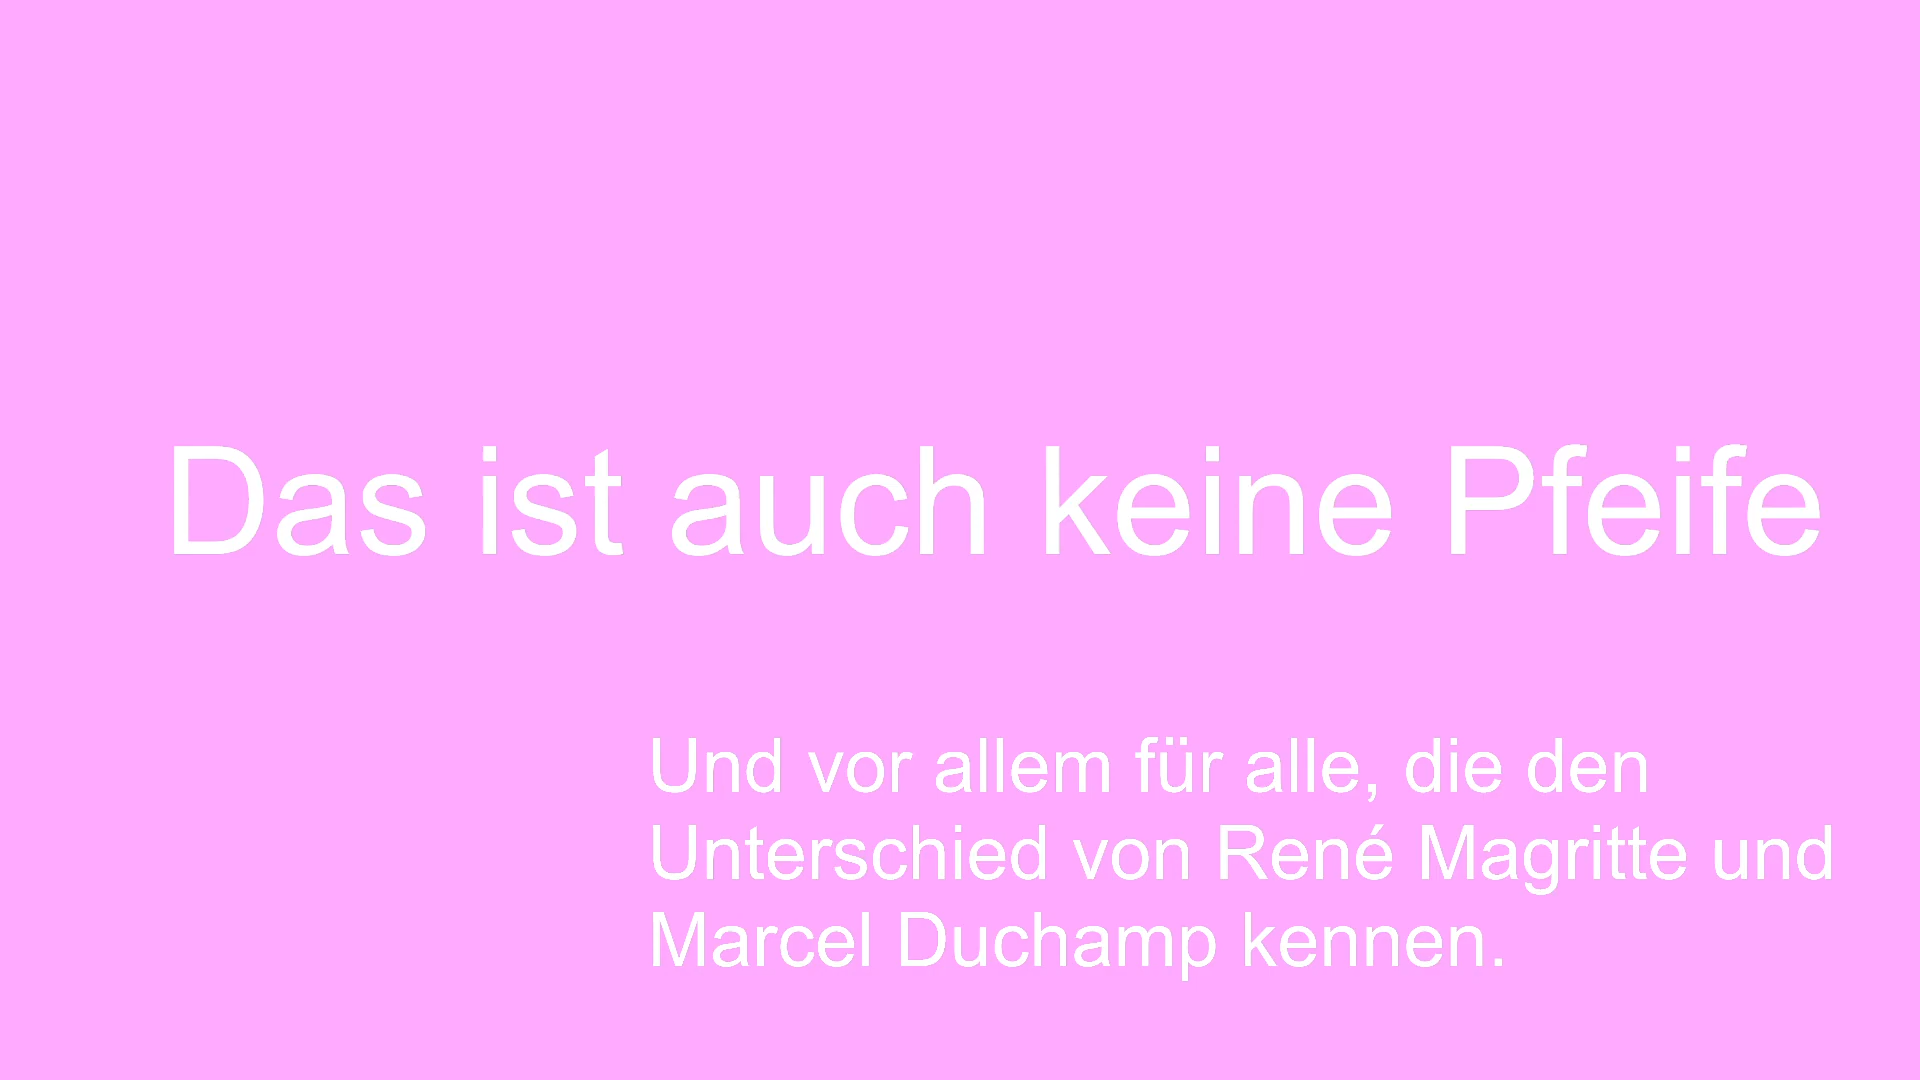 Das ist auch keine Pfeife
Und vor allem für alle, die den
Unterschied von René Magritte und
Marcel Duchamp kennen.